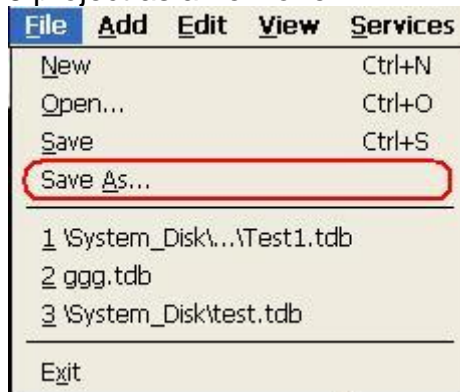 File Add Edit View Services
New Ctrl+N
Open... Ctrl+O
Save Ctrl+S
Save As...
1 \System_Disk\...\Test1.tdb
2 ggg.tdb
3 \System_Disk\test.tdb
Exit